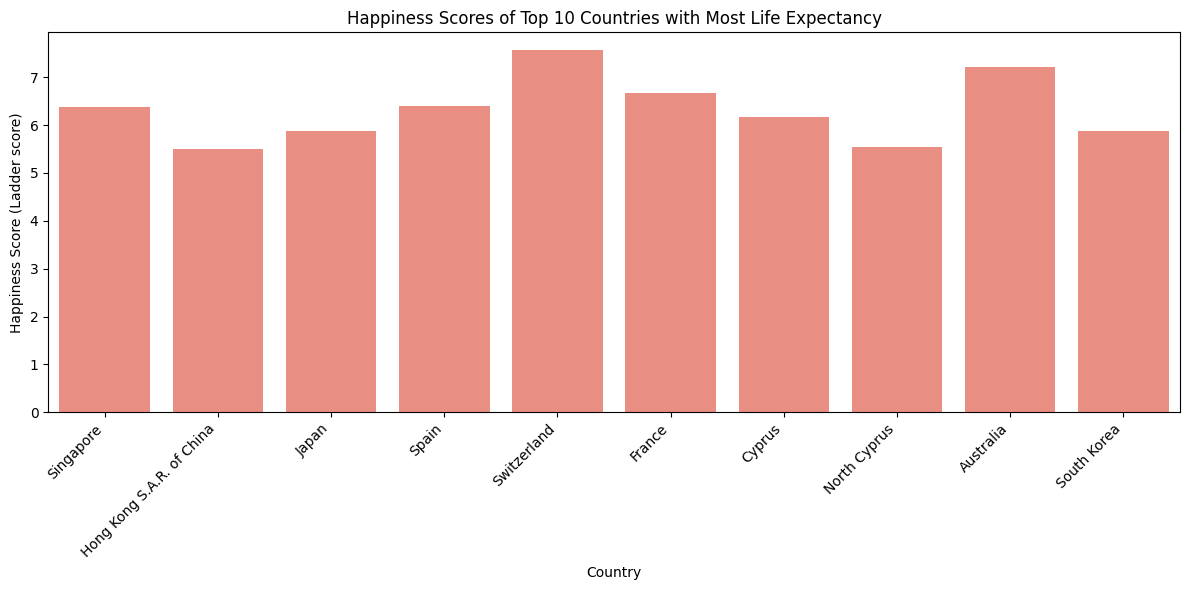 Happiness Scores of Top 10 Countries with Most Life Expectancy
Happiness Score (Ladder score)
7
6
5
4
3
2
1
0
Singapore
Hong Kong S.A.R. of China
Japan
Spain
Switzerland
France
Cyprus
North Cyprus
Australia
South Korea
Country